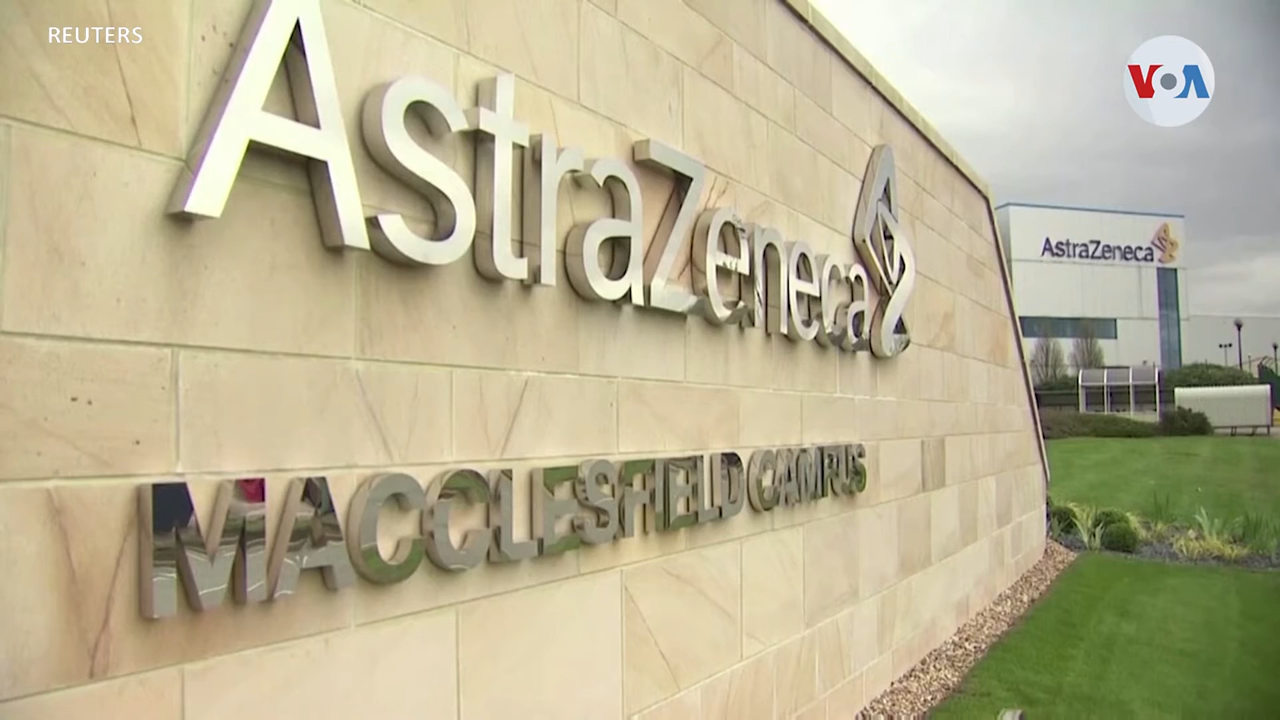 REUTERS
VOA
AstraZeneca
AstraZeneca
MACCLESFIELD CAMPUS